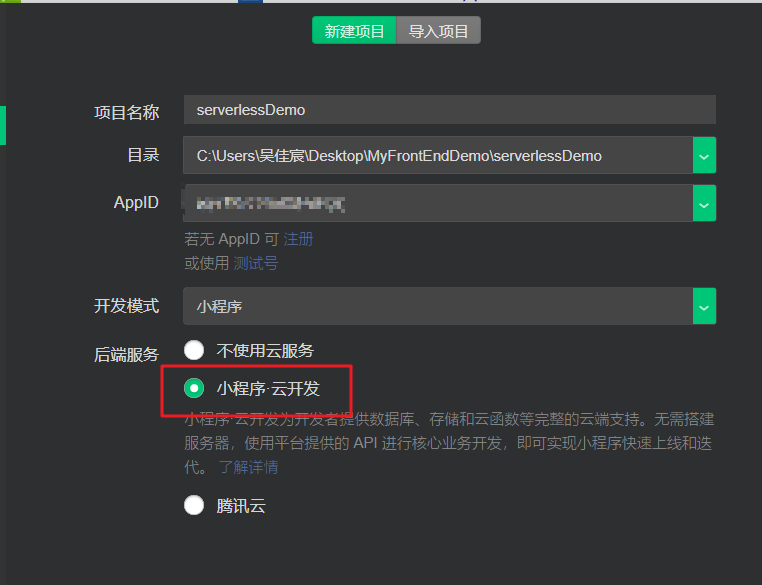 新建项目 导入项目
项目名称 serverlessDemo
目录 C:\Users\吴佳宸\Desktop\MyFrontEndDemo\serverlessDemo
AppID
若无 AppID 可 注册
或使用 测试号
开发模式 小程序
后端服务 不使用云服务
小程序·云开发
小程序·云开发为开发者提供数据库、存储和云函数等完整的云端支持。无需搭建
服务器，使用平台提供的 API 进行核心业务开发，即可实现小程序快速上线和迭
代。 了解详情
腾讯云